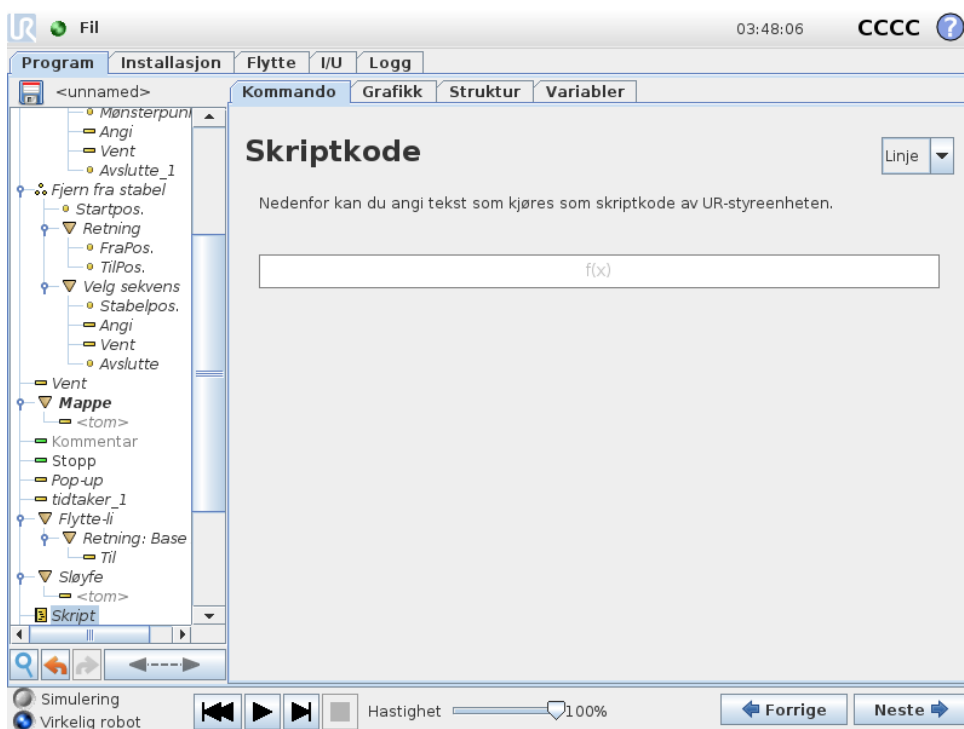 UR Fil 03:48:06 CCCC ?
Program Installasjon Flytte I/U Logg
<unnamed> Kommando Grafikk Struktur Variabler
Mønsterpun
Angi
Vent
Avslutte_1
Fjern fra stabel
Startpos.
Retning
FraPos.
TilPos.
Velg sekvens
Stabelpos.
Angi
Vent
Avslutte
Vent
Mappe
<tom>
Kommentar
Stopp
Pop-up
tidtaker_1
Flytte-li
Retning: Base
Til
Sløyfe
<tom>
Skript
Skriptkode
Linje
Nedenfor kan du angi tekst som kjøres som skriptkode av UR-styreenheten.
f(x)
Simulering
Virkelig robot
Hastighet 100%
Forrige Neste